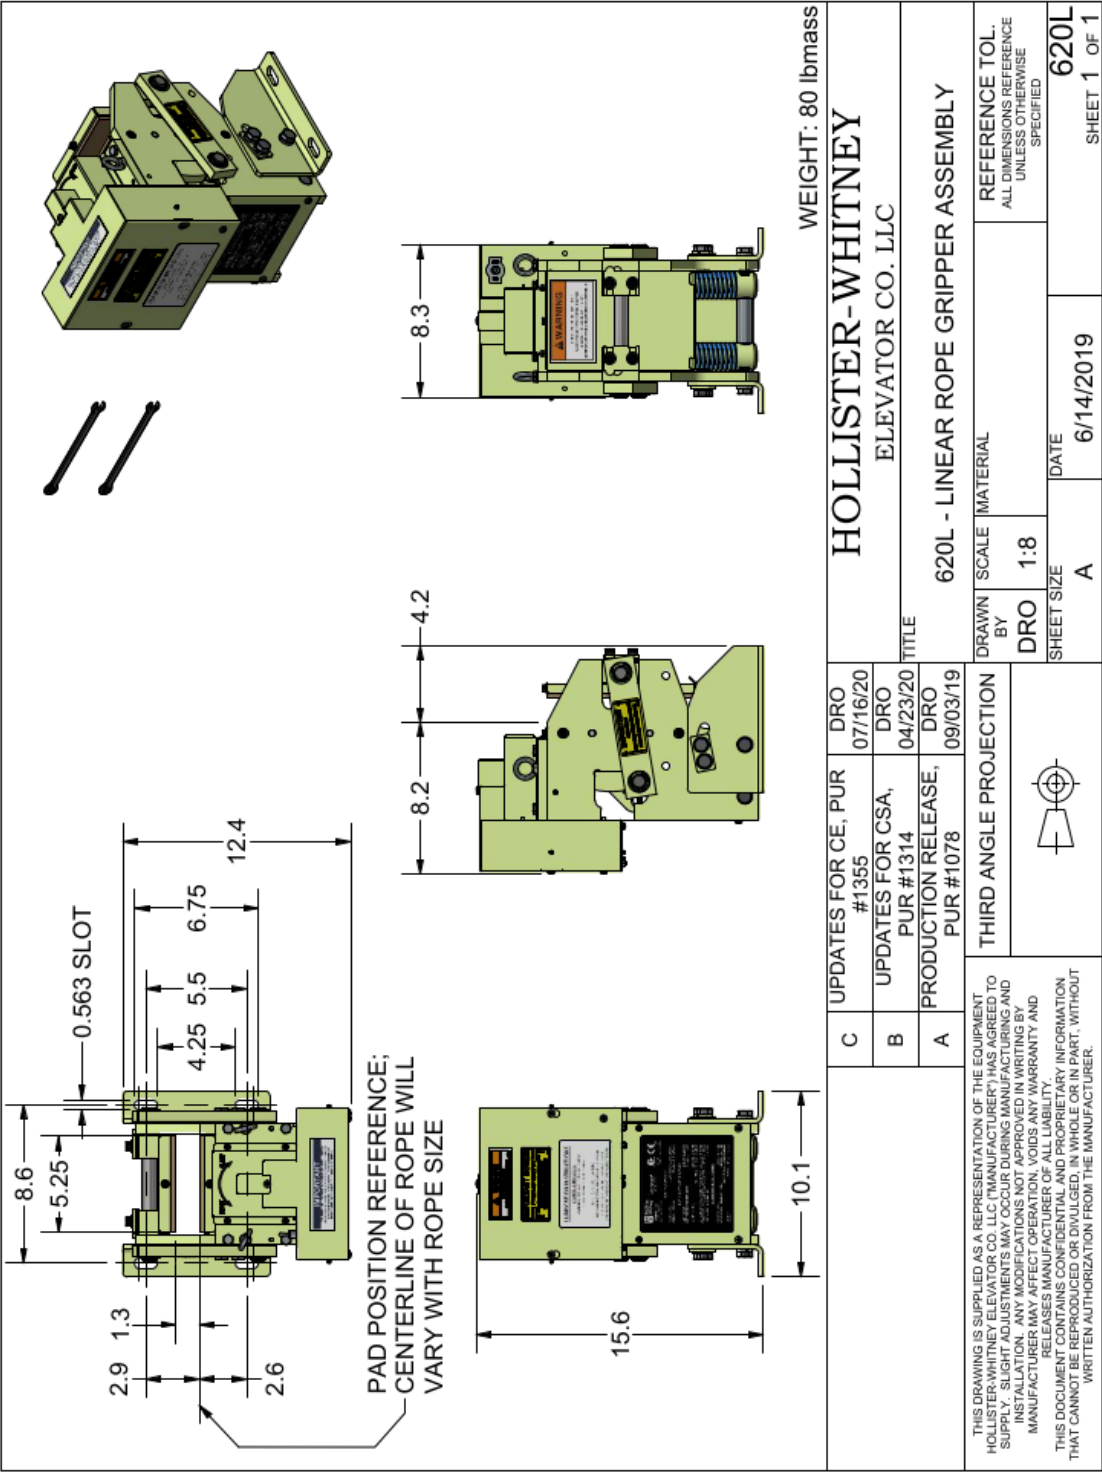 8.6
5.25
0.563 SLOT
1.3
2.9
2.6
4.25
5.5
6.75
12.4
PAD POSITION REFERENCE;
CENTERLINE OF ROPE WILL
VARY WITH ROPE SIZE
15.6
10.1
8.2
4.2
8.3
WARNING
WEIGHT: 80 lbmass
THIS DRAWING IS SUPPLIED AS A REPRESENTATION OF THE EQUIPMENT
HOLLISTER-WHITNEY ELEVATOR CO. LLC ("MANUFACTURER") HAS AGREED TO
SUPPLY. SLIGHT ADJUSTMENTS MAY OCCUR DURING MANUFACTURING AND
INSTALLATION. ANY MODIFICATIONS NOT APPROVED IN WRITING BY
MANUFACTURER MAY AFFECT OPERATION, VOIDS ANY WARRANTY AND
RELEASES MANUFACTURER OF ALL LIABILITY.
THIS DOCUMENT CONTAINS CONFIDENTIAL AND PROPRIETARY INFORMATION
THAT CANNOT BE REPRODUCED OR DIVULGED, IN WHOLE OR IN PART, WITHOUT
WRITTEN AUTHORIZATION FROM THE MANUFACTURER.
C
UPDATES FOR CE, PUR
#1355
DRO
07/16/20
B
UPDATES FOR CSA,
PUR #1314
DRO
04/23/20
A
PRODUCTION RELEASE,
PUR #1078
DRO
09/03/19
THIRD ANGLE PROJECTION
HOLLISTER-WHITNEY
ELEVATOR CO. LLC
TITLE
620L - LINEAR ROPE GRIPPER ASSEMBLY
DRAWN
BY
DRO
SCALE
1:8
MATERIAL
REFERENCE TOL.
ALL DIMENSIONS REFERENCE
UNLESS OTHERWISE
SPECIFIED
SHEET SIZE
A
DATE
6/14/2019
620L
SHEET 1 OF 1